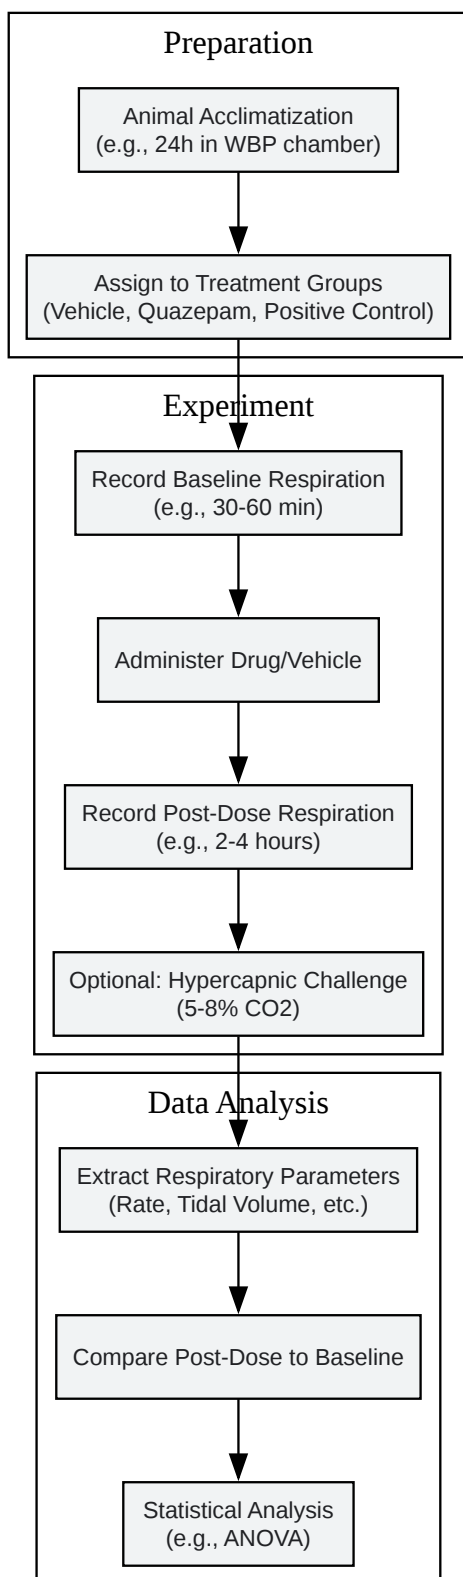 Preparation
Animal Acclimatization
(e.g., 24h in WBP chamber)
Assign to Treatment Groups
(Vehicle, Quazepam, Positive Control)
Experiment
Record Baseline Respiration
(e.g., 30-60 min)
Administer Drug/Vehicle
Record Post-Dose Respiration
(e.g., 2-4 hours)
Optional: Hypercapnic Challenge
(5-8% CO2)
Data Analysis
Extract Respiratory Parameters
(Rate, Tidal Volume, etc.)
Compare Post-Dose to Baseline
Statistical Analysis
(e.g., ANOVA)